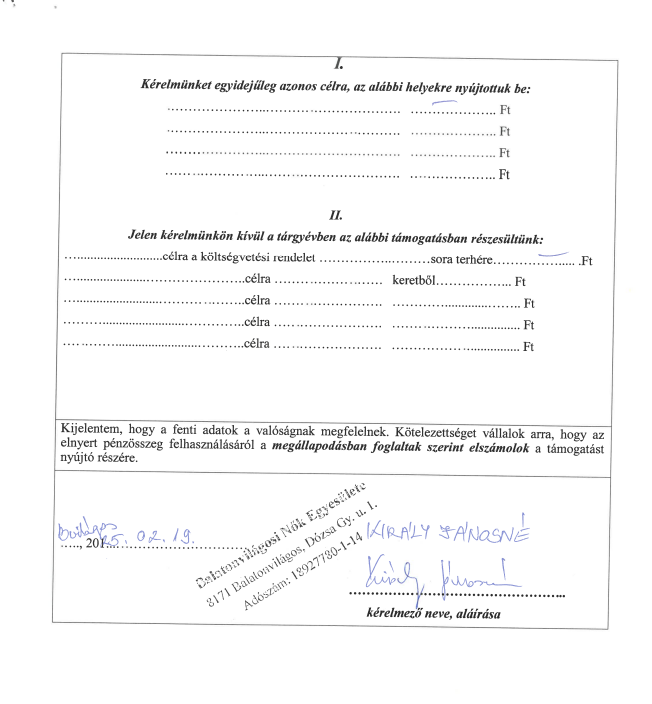 I.
Kérelmünket egyidejűleg azonos célra, az alábbi helyekre nyújtottuk be:
........................................................ ..................... Ft
........................................................ ..................... Ft
........................................................ ..................... Ft
........................................................ ..................... Ft
II.
Jelen kérelmünkön kívül a tárgyévben az alábbi támogatásban részesültünk:
.............................célra a költségvetési rendelet ...........................sora terhére..................... .Ft
.............................................célra .......................... keretből................... Ft
.............................................célra .......................... ................................ Ft
.............................................célra .......................... ................................ Ft
.............................................célra .......................... ................................ Ft
Kijelentem, hogy a fenti adatok a valóságnak megfelelnek. Kötelezettséget vállalok arra, hogy az
elnyert pénzösszeg felhasználásáról a megállapodásban foglaltak szerint elszámolok a támogatást
nyújtó részére.
Balatonvilágosi Nők Egyesülete
8171 Balatonvilágos, Dózsa Gy. u. 1.
Adószám: 18927780-1-14
....., 201 25. 02. 19.
KIRÁLY JÁNOSNÉ
Király Jánosné
kérelmező neve, aláírása